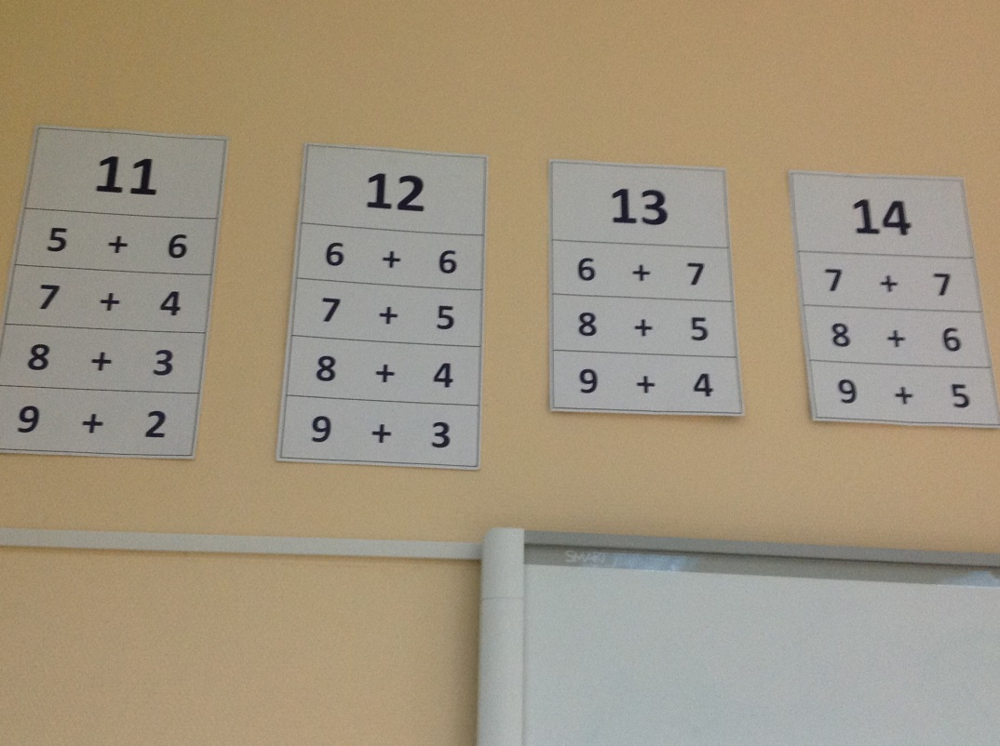 11
5 + 6
7 + 4
8 + 3
9 + 2
12
6 + 6
7 + 5
8 + 4
9 + 3
13
6 + 7
8 + 5
9 + 4
14
7 + 7
8 + 6
9 + 5
SMART